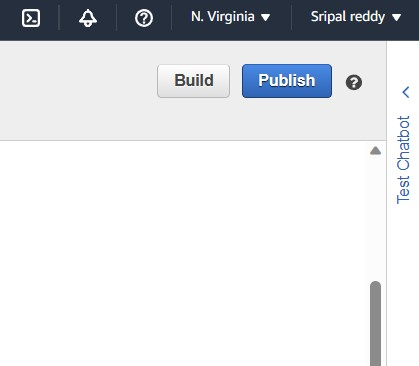 N. Virginia ▼ Sripal reddy ▼
Build Publish ?
Test Chatbot